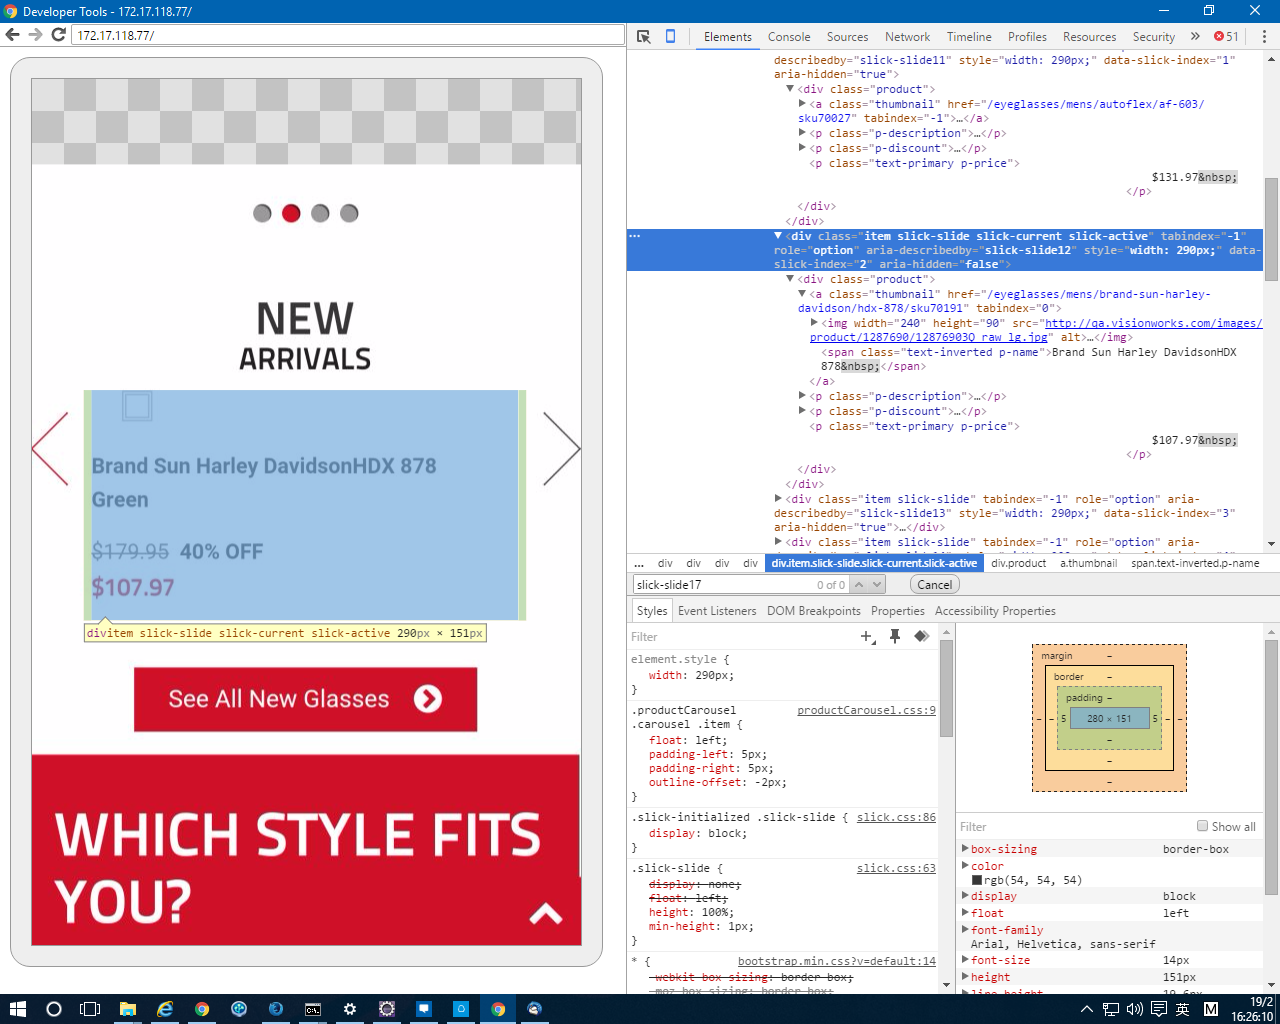 Developer Tools - 172.17.118.77/
172.17.118.77/
NEW
ARRIVALS
Brand Sun Harley DavidsonHDX 878
Green
$179.95 40% OFF
$107.97
divitem slick-slide slick-current slick-active 290px × 151px
See All New Glasses
WHICH STYLE FITS
YOU?
Elements Console Sources Network Timeline Profiles Resources Security » 51
describedby="slick-slide11" style="width: 290px;" data-slick-index="1"
aria-hidden="true">
<div class="product">
<a class="thumbnail" href="/eyeglasses/mens/autoflex/af-603/
sku70027" tabindex="-1">…</a>
<p class="p-description">…</p>
<p class="p-discount">…</p>
<p class="text-primary p-price">
$131.97&nbsp;
</p>
</div>
</div>
<div class="item slick-slide slick-current slick-active" tabindex="-1"
role="option" aria-describedby="slick-slide12" style="width: 290px;" data-
slick-index="2" aria-hidden="false">
<div class="product">
<a class="thumbnail" href="/eyeglasses/mens/brand-sun-harley-
davidson/hdx-878/sku70191" tabindex="0">
<img width="240" height="90" src="http://qa.visionworks.com/images/
product/1287690/12876903Q_raw_lg.jpg" alt>…</img>
<span class="text-inverted p-name">Brand Sun Harley DavidsonHDX
878&nbsp;</span>
</a>
<p class="p-description">…</p>
<p class="p-discount">…</p>
<p class="text-primary p-price">
$107.97&nbsp;
</p>
</div>
</div>
<div class="item slick-slide" tabindex="-1" role="option" aria-
describedby="slick-slide13" style="width: 290px;" data-slick-index="3"
aria-hidden="true">…</div>
<div class="item slick-slide" tabindex="-1" role="option" aria-
… div div div div div.item.slick-slide.slick-current.slick-active div.product a.thumbnail span.text-inverted.p-name
slick-slide17 0 of 0 Cancel
Styles Event Listeners DOM Breakpoints Properties Accessibility Properties
Filter
element.style {
width: 290px;
}
.productCarousel productCarousel.css:9
.carousel .item {
float: left;
padding-left: 5px;
padding-right: 5px;
outline-offset: -2px;
}
.slick-initialized .slick-slide { slick.css:86
display: block;
}
.slick-slide { slick.css:63
display: none;
float: left;
height: 100%;
min-height: 1px;
}
* { bootstrap.min.css?v=default:14
-webkit-box-sizing: border-box;
-moz-box-sizing: border-box;
margin -
border -
padding -
- - 5 280 × 151 5 - -
-
-
-
Filter Show all
box-sizing border-box
color
rgb(54, 54, 54)
display block
float left
font-family
Arial, Helvetica, sans-serif
font-size 14px
height 151px
line-height 19.6px
英 M 19/2
16:26:10